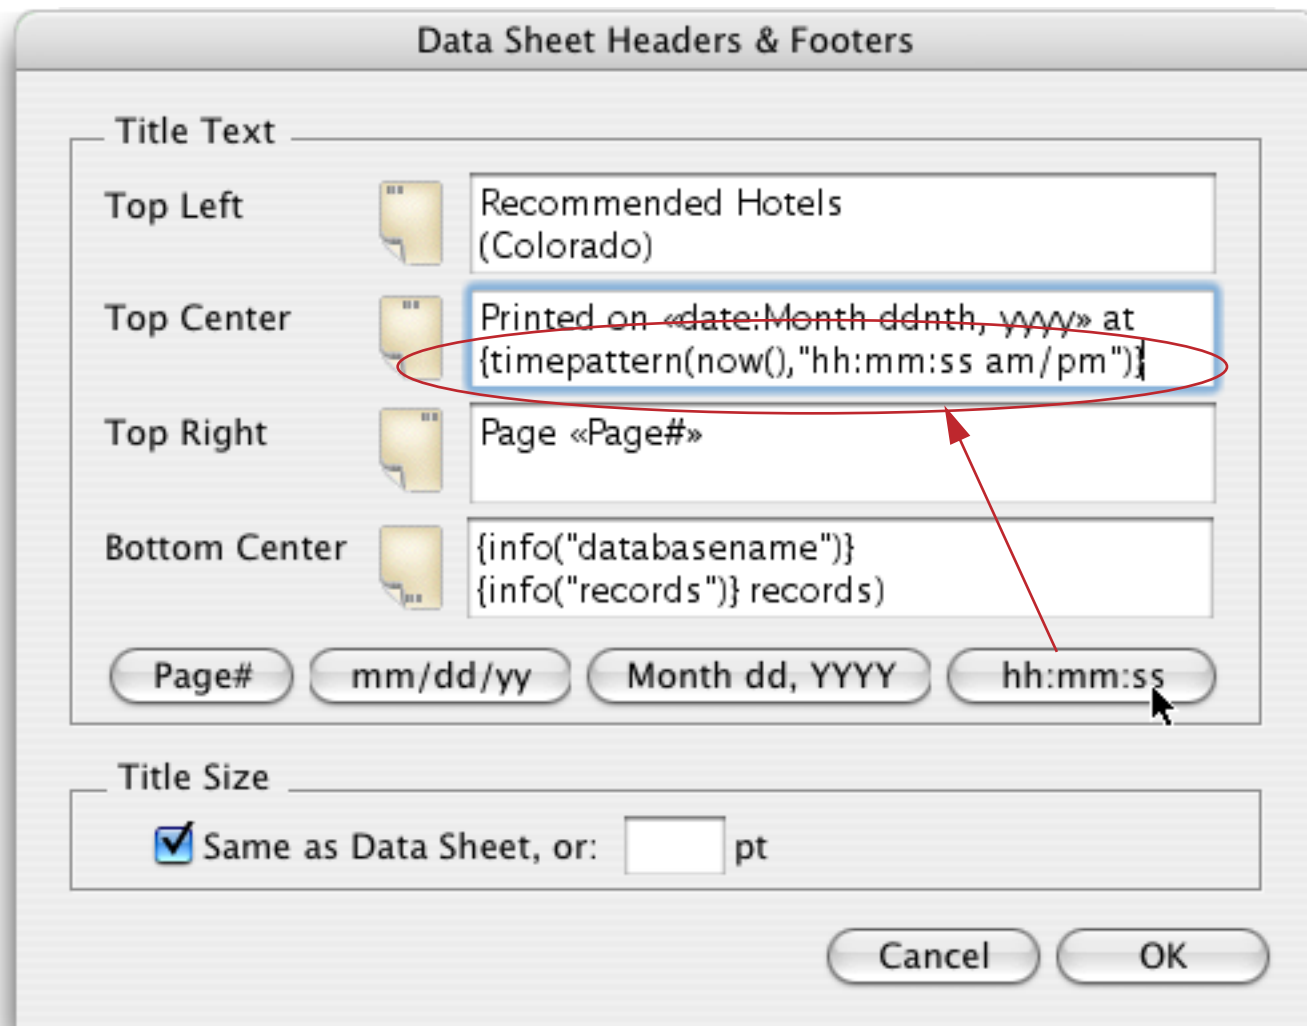 Data Sheet Headers & Footers
Title Text
Top Left
Recommended Hotels
(Colorado)
Top Center
Printed on «date:Month ddnth, yyyy» at
{timepattern(now(),"hh:mm:ss am/pm")}
Top Right
Page «Page#»
Bottom Center
{info("databasename")}
{info("records")} records)
Page#
mm/dd/yy
Month dd, YYYY
hh:mm:ss
Title Size
Same as Data Sheet, or:
pt
Cancel
OK